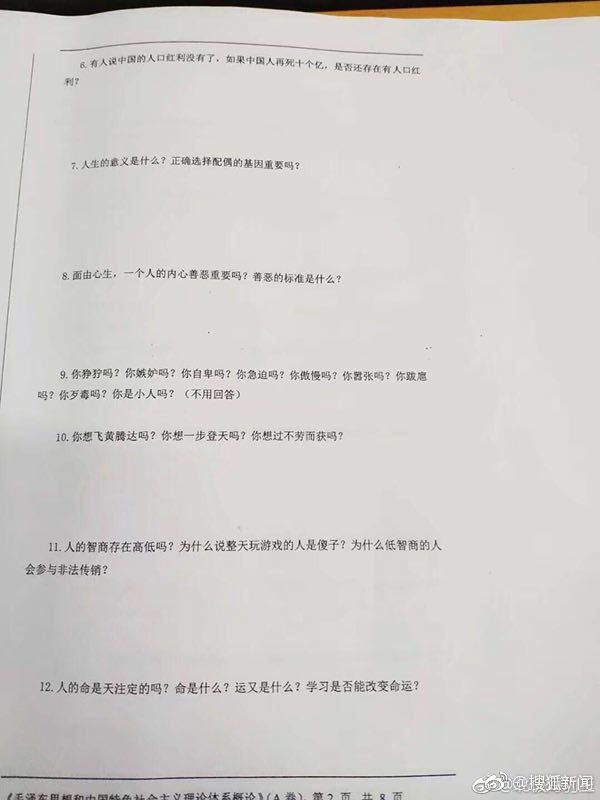 6.有人说中国的人口红利没有了，如果中国人再死十个亿，是否还存在有人口红
利？
7.人生的意义是什么？正确选择配偶的基因重要吗？
8.面由心生，一个人的内心善恶重要吗？善恶的标准是什么？
9.你狰狞吗？你嫉妒吗？你自卑吗？你急迫吗？你傲慢吗？你嚣张吗？你跋扈
吗？你歹毒吗？你是小人吗？（不用回答）
10.你想飞黄腾达吗？你想一步登天吗？你想过不劳而获吗？
11.人的智商存在高低吗？为什么说整天玩游戏的人是傻子？为什么低智商的人
会参与非法传销？
12.人的命是天注定的吗？命是什么？运又是什么？学习是否能改变命运？
《毛泽东思想和中国特色社会主义理论体系概论》(A卷) 第 2 页 共 8 页
@搜狐新闻